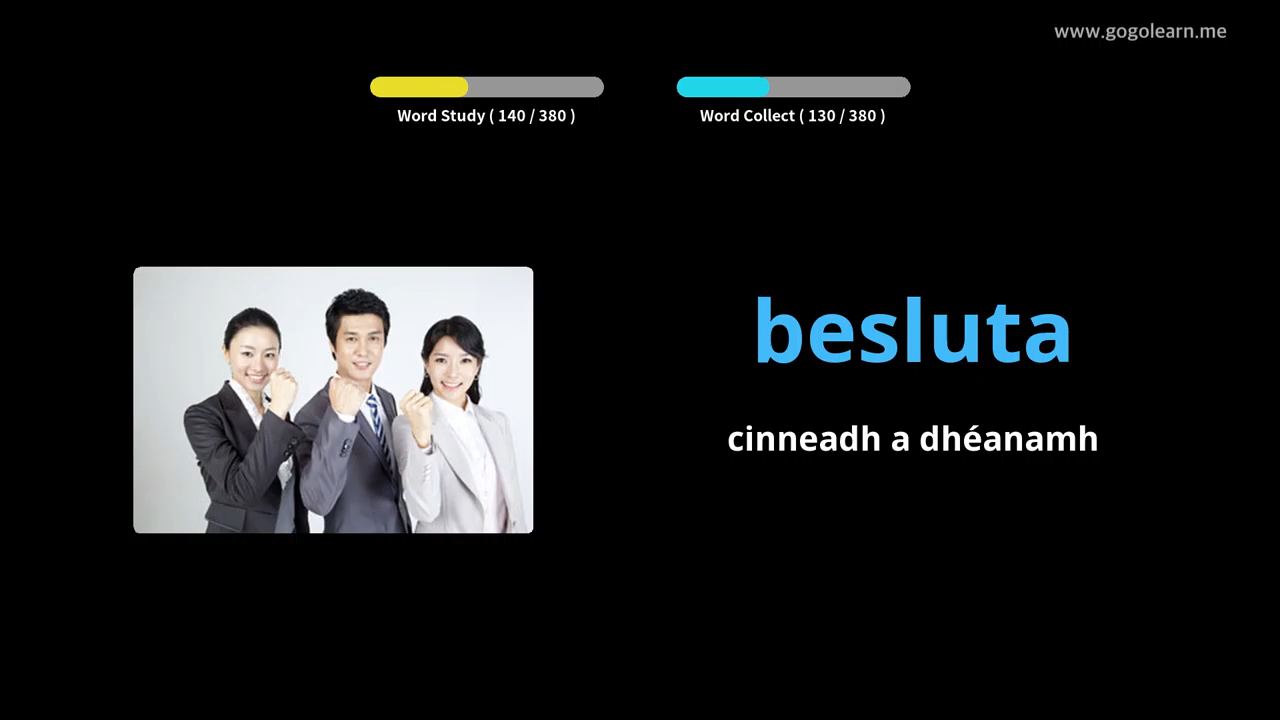 www.gogolearn.me
Word Study ( 140 / 380 )
Word Collect ( 130 / 380 )
besluta
cinneadh a dhéanamh